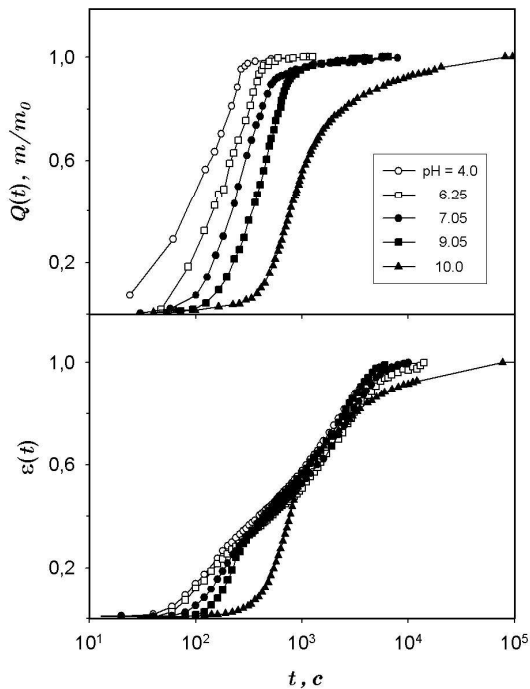 Q(t), m/m₀
1,0
0,6
0,2
pH = 4.0
6.25
7.05
9.05
10.0
ε(t)
1,0
0,6
0,2
10¹ 10² 10³ 10⁴ 10⁵
t, c